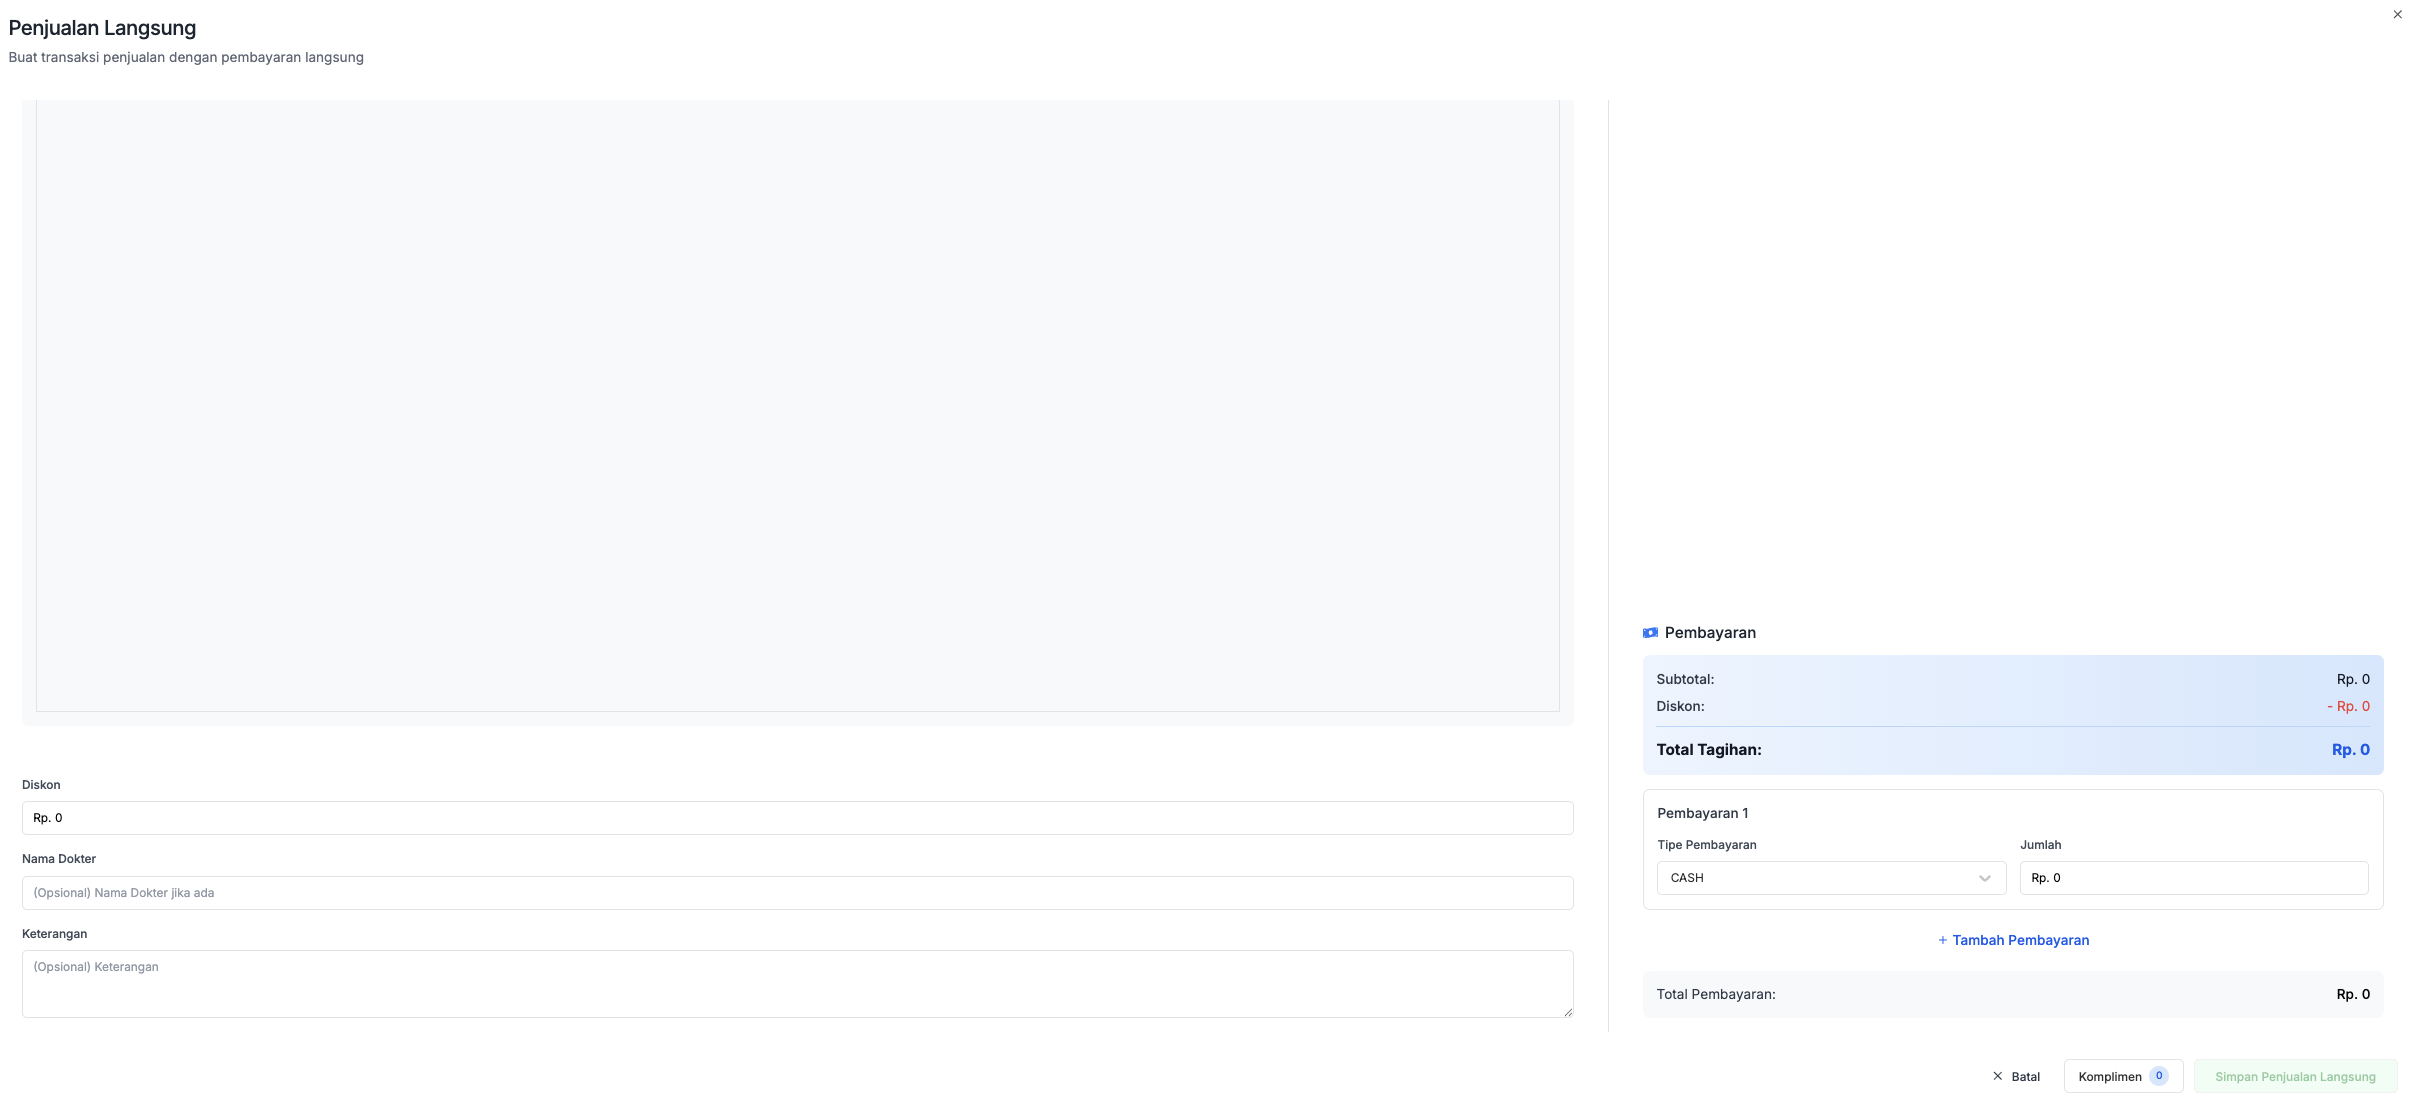 Penjualan Langsung
Buat transaksi penjualan dengan pembayaran langsung
Diskon
Rp. 0
Nama Dokter
(Opsional) Nama Dokter jika ada
Keterangan
(Opsional) Keterangan
Pembayaran
Subtotal: Rp. 0
Diskon: - Rp. 0
Total Tagihan: Rp. 0
Pembayaran 1
Tipe Pembayaran Jumlah
CASH Rp. 0
+ Tambah Pembayaran
Total Pembayaran: Rp. 0
Batal Komplimen 0 Simpan Penjualan Langsung